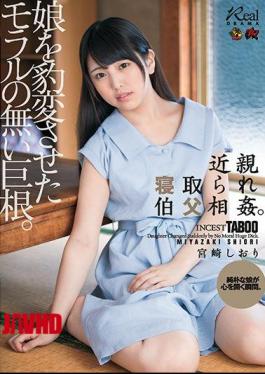 Real
DRAMA
娘を豹変させた
モラルの無い巨根。
近親
寝取られ
伯父相姦。
INCEST TABOO
Daughter Changed Suddenly by No Moral Huge Dick.
MIYAZAKI SHIORI
宮崎しおり
純朴な娘が
心を開く瞬間。